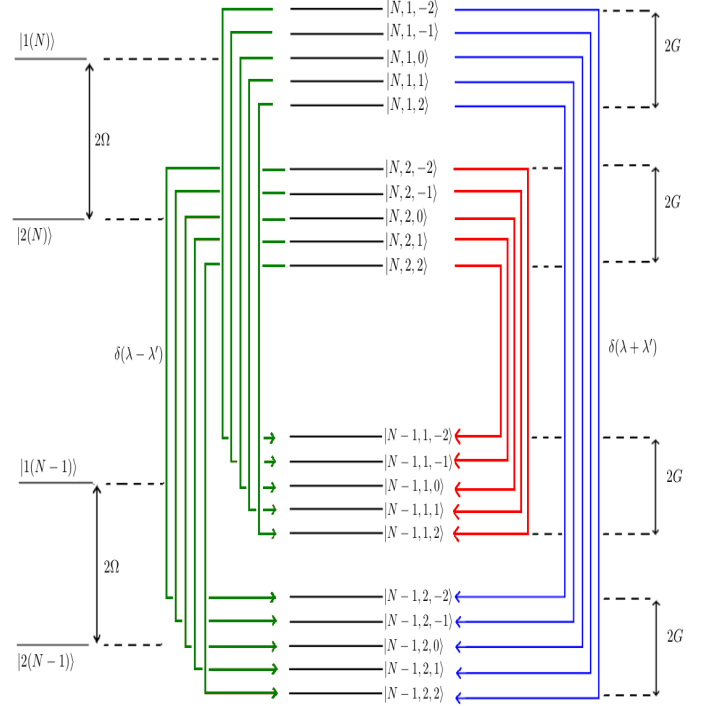 |N, 1, −2⟩
|1(N)⟩
|N, 1, −1⟩
2G
|N, 1, 0⟩
|N, 1, 1⟩
|N, 1, 2⟩
2Ω
|N, 2, −2⟩
|N, 2, −1⟩
2G
|2(N)⟩
|N, 2, 0⟩
|N, 2, 1⟩
|N, 2, 2⟩
δ(λ − λ′)
δ(λ + λ′)
|N − 1, 1, −2⟩
|1(N − 1)⟩
|N − 1, 1, −1⟩
2G
|N − 1, 1, 0⟩
|N − 1, 1, 1⟩
|N − 1, 1, 2⟩
2Ω
|N − 1, 2, −2⟩
|N − 1, 2, −1⟩
2G
|N − 1, 2, 0⟩
|2(N − 1)⟩
|N − 1, 2, 1⟩
|N − 1, 2, 2⟩